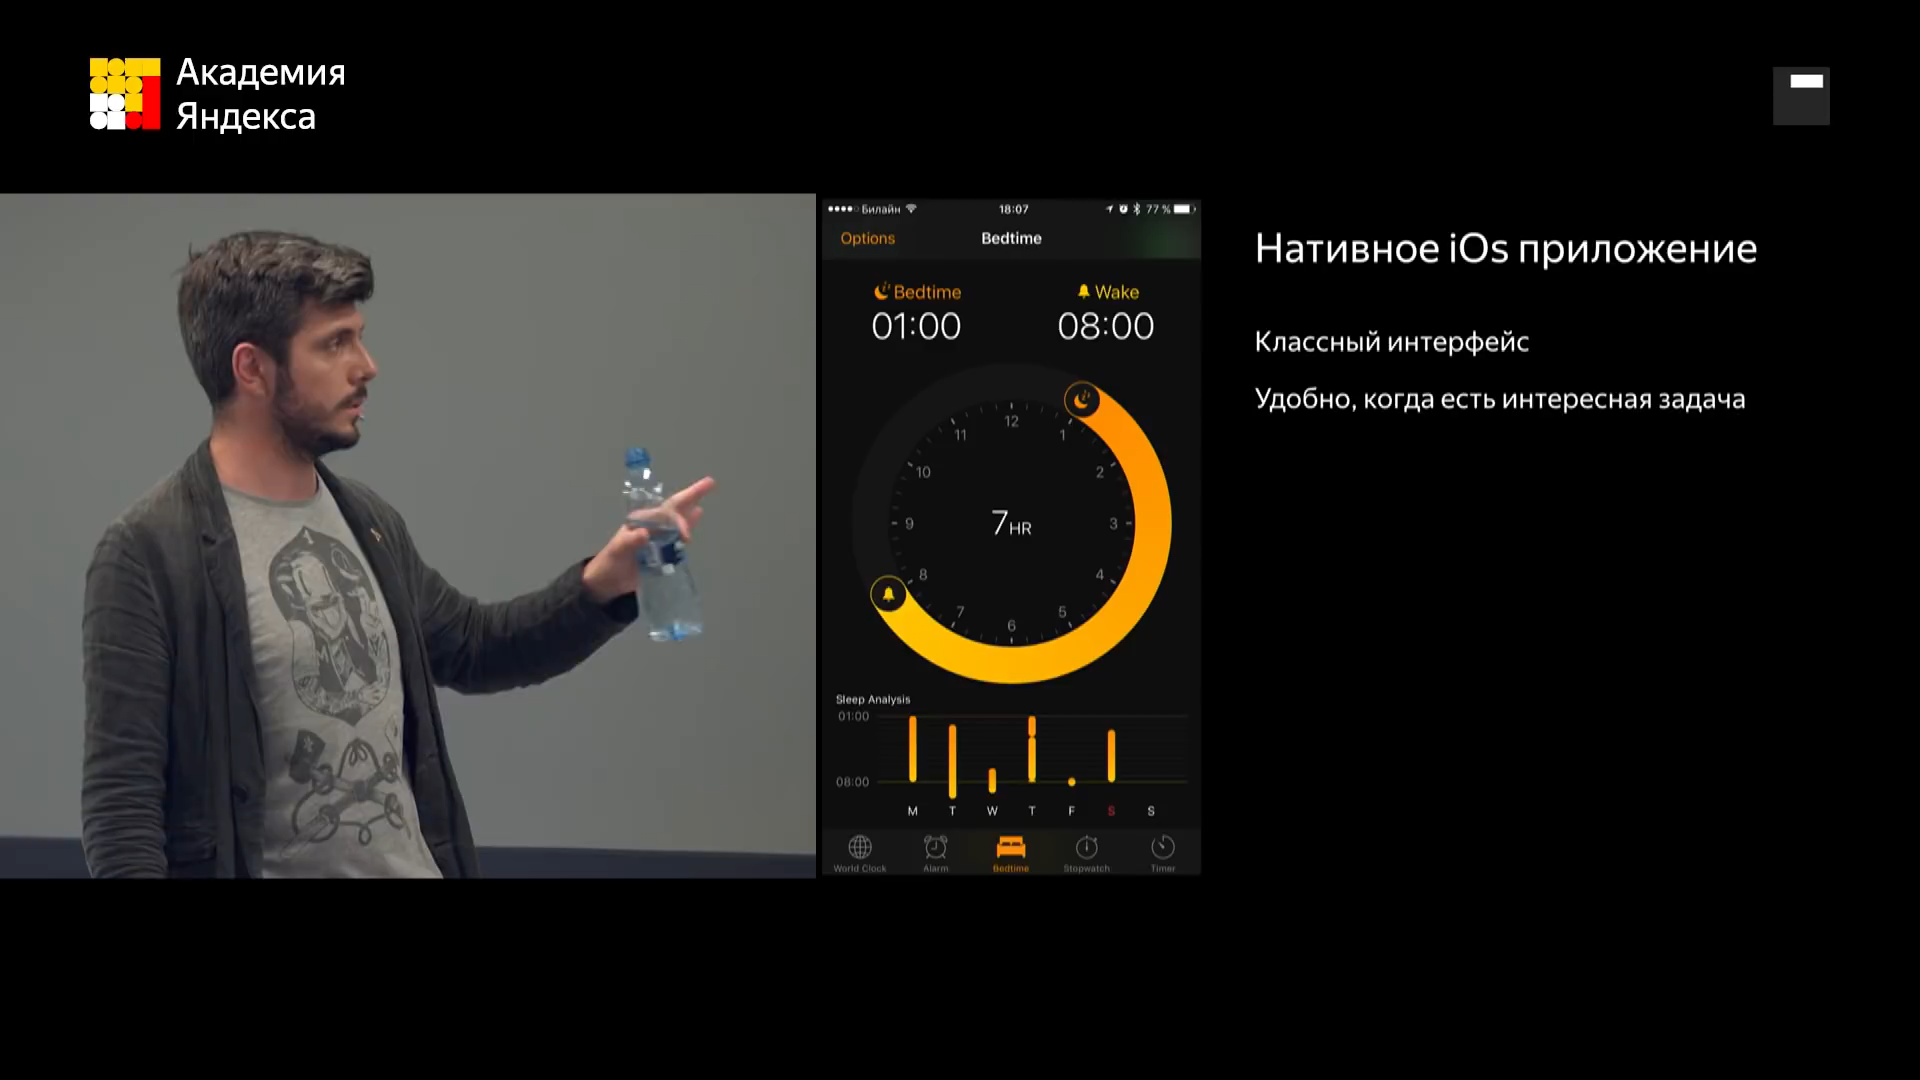 Академия
Яндекса
Билайн 18:07 77 %
Options Bedtime
Bedtime Wake
01:00 08:00
12
11 1
10 2
9 7HR 3
8 4
7 5
6
Sleep Analysis
01:00
08:00
M T W T F S S
World Clock Alarm Bedtime Stopwatch Timer
Нативное iOs приложение
Классный интерфейс
Удобно, когда есть интересная задача